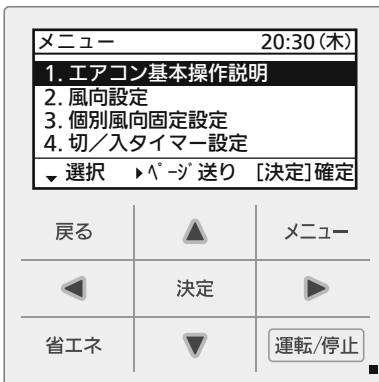 メニュー 20:30(木)
1. エアコン基本操作説明
2. 風向設定
3. 個別風向固定設定
4. 切／入タイマー設定
選択 ﾍﾟｰｼﾞ送り [決定]確定
戻る メニュー
決定
省エネ 運転/停止